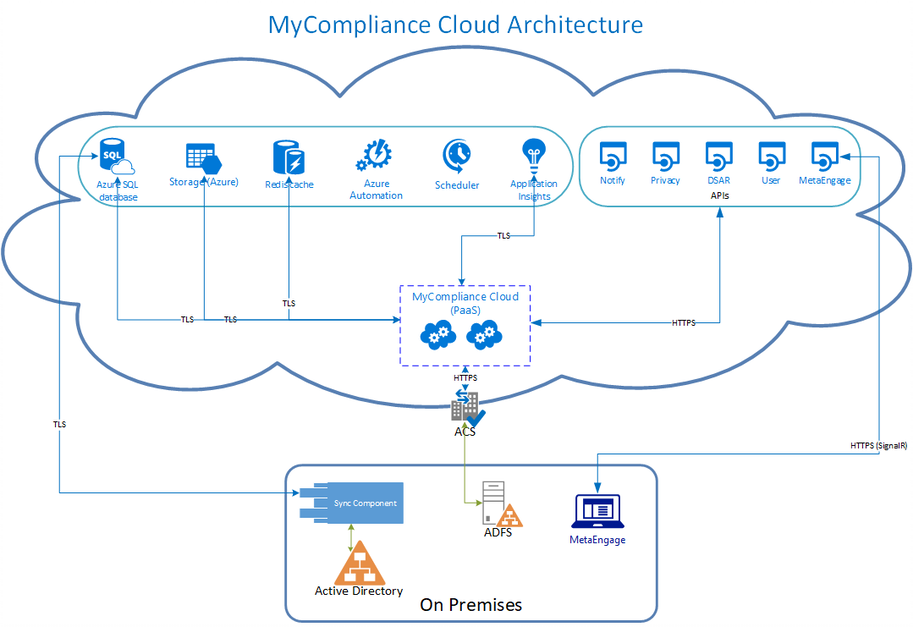 MyCompliance Cloud Architecture
SQL
Azure SQL
database
Storage (Azure)
Rediscache
Azure
Automation
Scheduler
Application
Insights
Notify
Privacy
DSAR
User
MetaEngage
APIs
TLS
MyCompliance Cloud
(PaaS)
TLS
TLS
TLS
HTTPS
HTTPS
ACS
TLS
HTTPS (SignalR)
Sync Component
ADFS
MetaEngage
Active Directory
On Premises